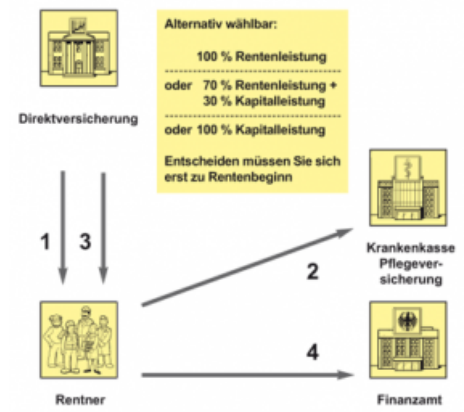 Alternativ wählbar:
100 % Rentenleistung
oder 70 % Rentenleistung +
30 % Kapitalleistung
oder 100 % Kapitalleistung
Entscheiden müssen Sie sich
erst zu Rentenbeginn
Direktversicherung
1
3
2
Krankenkasse
Pflegever-
sicherung
4
Rentner
Finanzamt